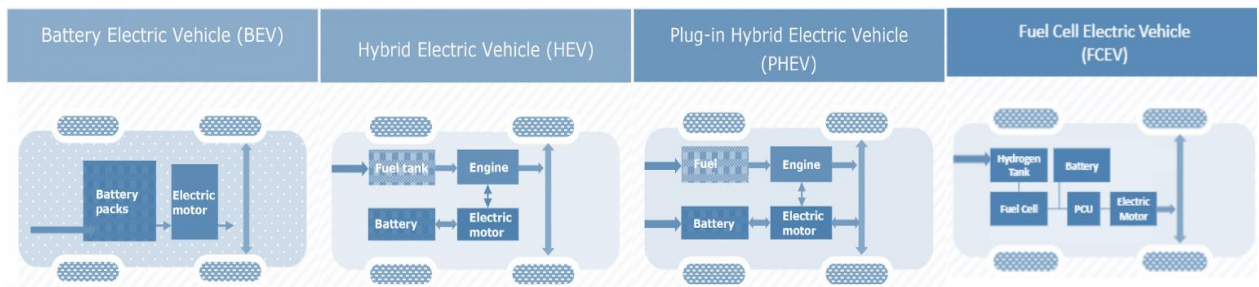 Battery Electric Vehicle (BEV)
Hybrid Electric Vehicle (HEV)
Plug-in Hybrid Electric Vehicle
(PHEV)
Fuel Cell Electric Vehicle
(FCEV)
Battery
packs
Electric
motor
Fuel tank
Engine
Battery
Electric
motor
Fuel
Engine
Battery
Electric
motor
Hydrogen
Tank
Battery
Fuel Cell
PCU
Electric
Motor